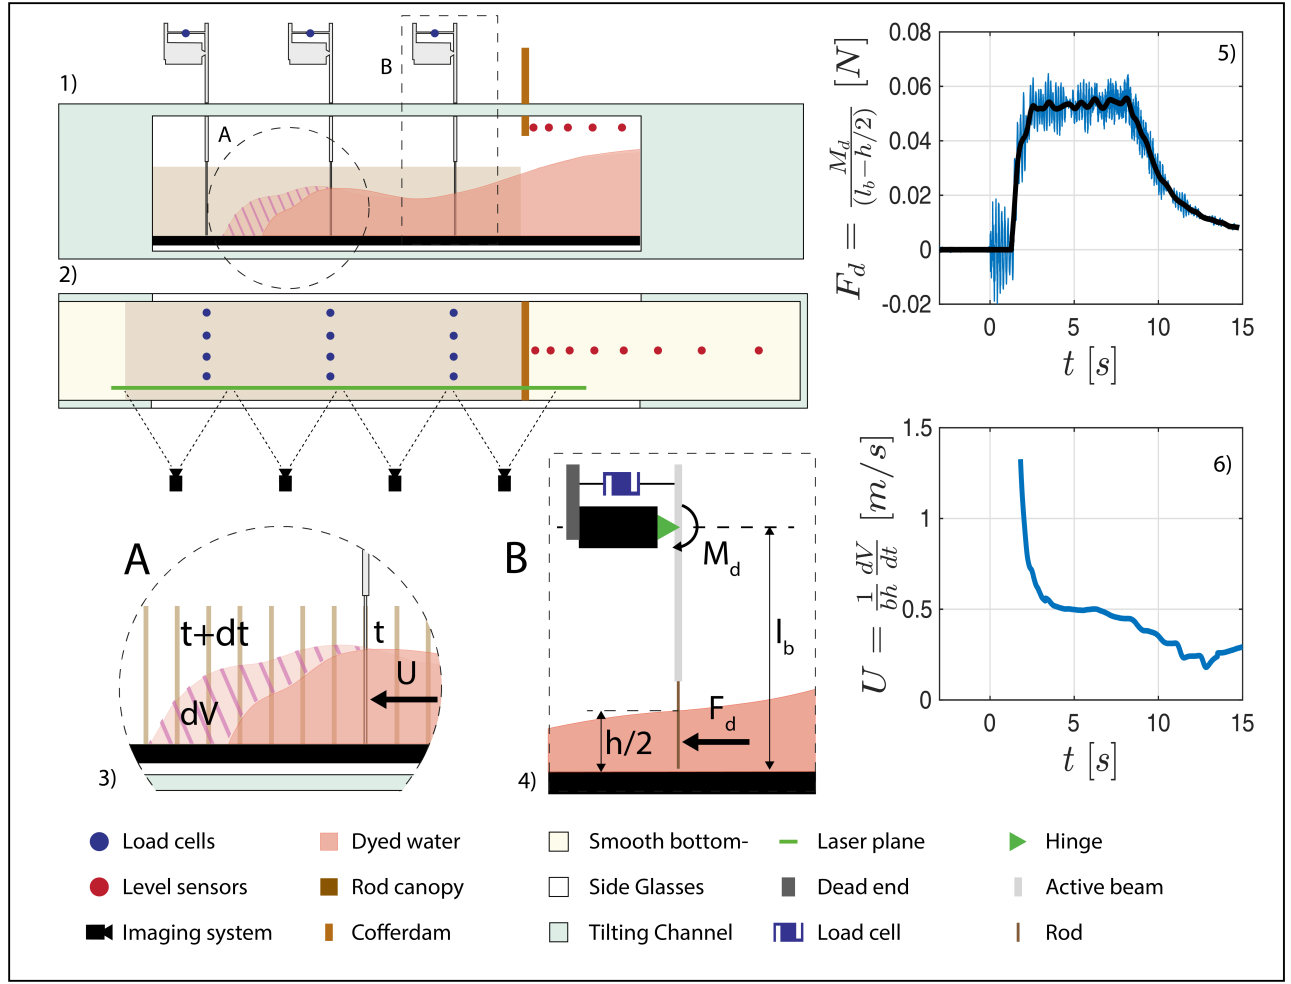 1)
A
B
2)
A
t+dt
t
U
dV
3)
B
M_d
l_b
F_d
h/2
4)
5)
F_d = M_d/(l_b−h/2) [N]
0.08
0.06
0.04
0.02
0
-0.02
0 5 10 15
t [s]
6)
U = 1/bh dV/dt [m/s]
1.5
1
0.5
0
0 5 10 15
t [s]
Load cells
Dyed water
Smooth bottom-
Laser plane
Hinge
Level sensors
Rod canopy
Side Glasses
Dead end
Active beam
Imaging system
Cofferdam
Tilting Channel
Load cell
Rod